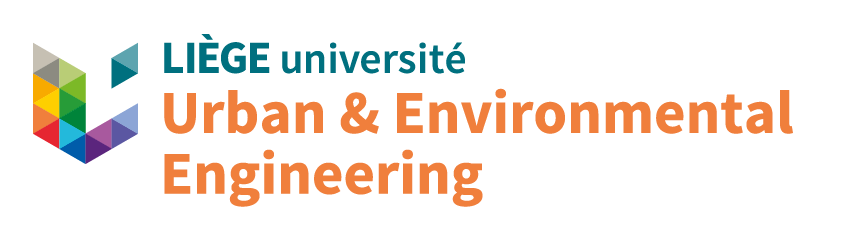 LIÈGE université
Urban & Environmental
Engineering